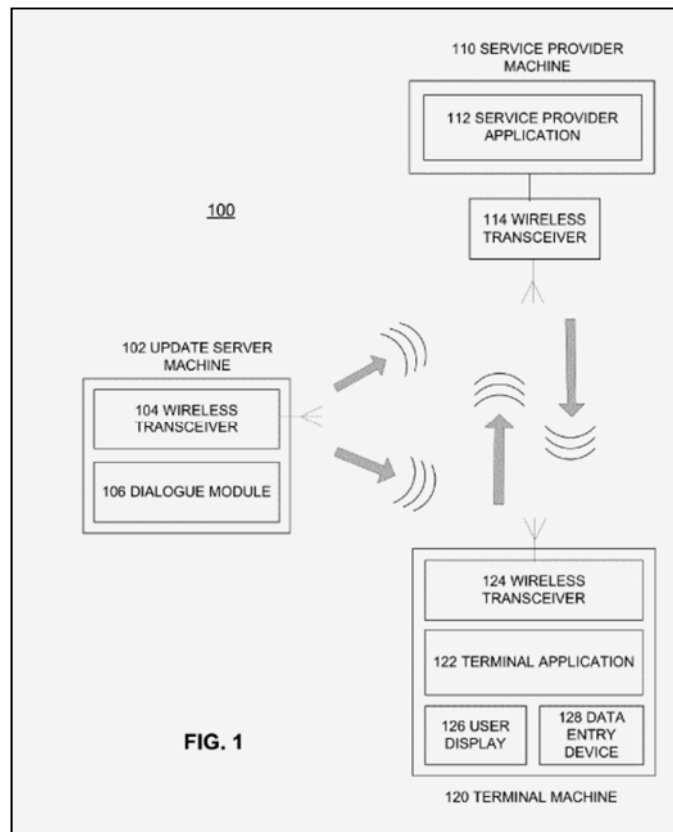 110 SERVICE PROVIDER
MACHINE
112 SERVICE PROVIDER
APPLICATION
100
114 WIRELESS
TRANSCEIVER
102 UPDATE SERVER
MACHINE
104 WIRELESS
TRANSCEIVER
106 DIALOGUE MODULE
124 WIRELESS
TRANSCEIVER
122 TERMINAL APPLICATION
126 USER
DISPLAY
128 DATA
ENTRY
DEVICE
FIG. 1
120 TERMINAL MACHINE